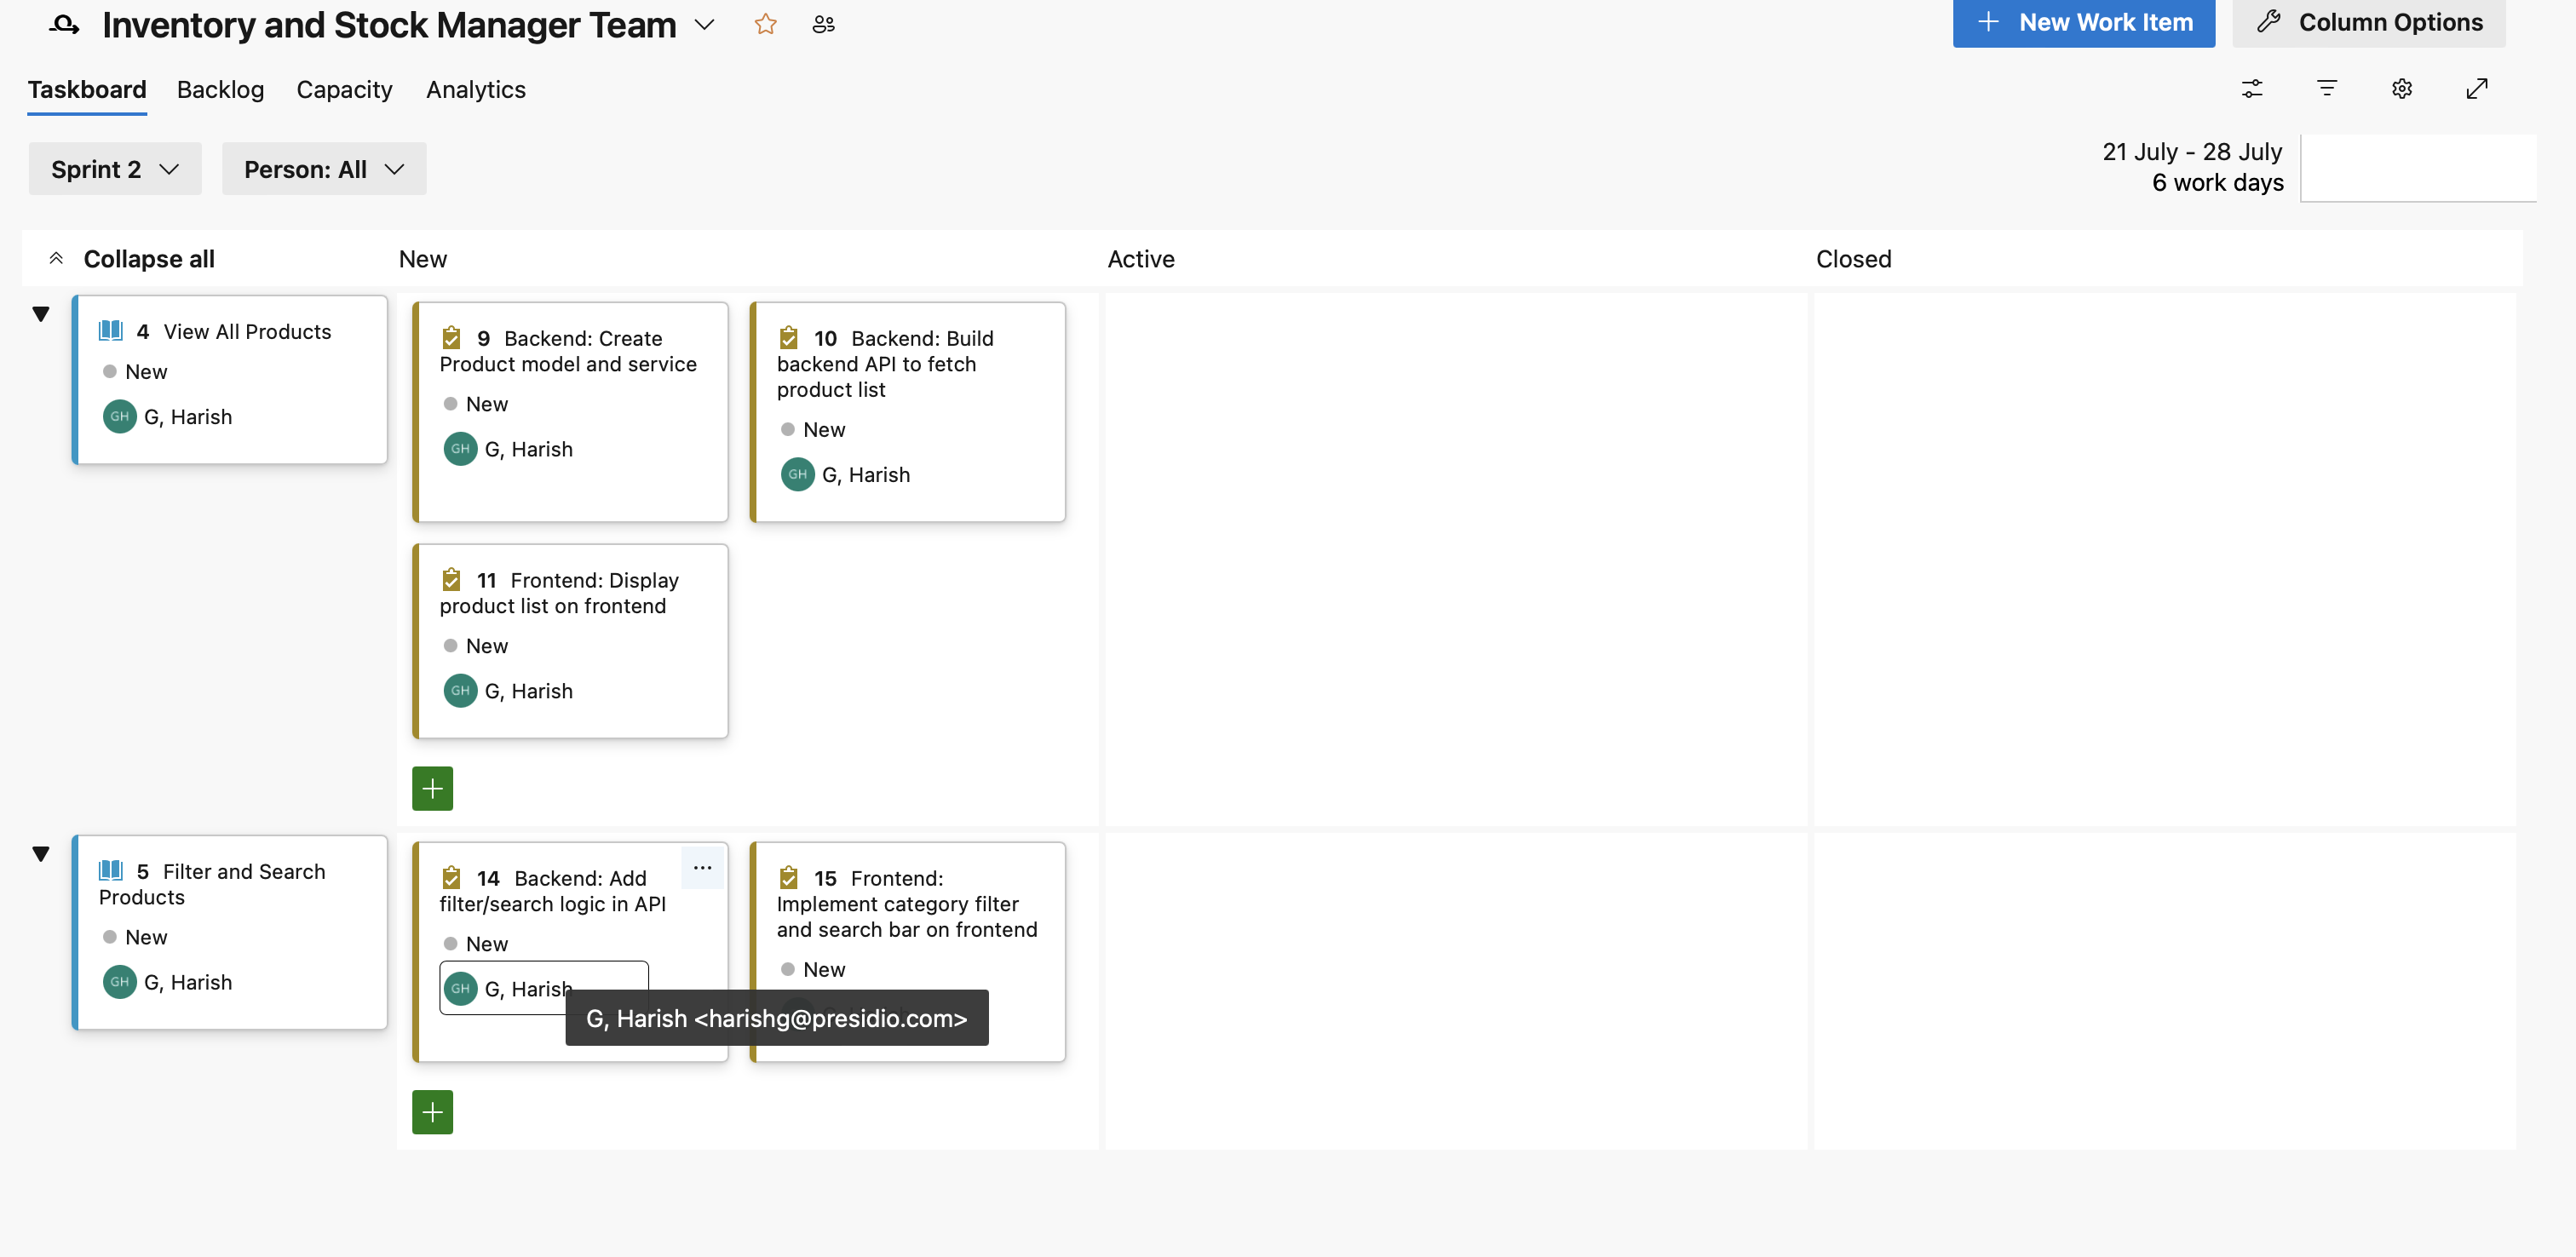 Inventory and Stock Manager Team
New Work Item
Column Options
Taskboard
Backlog
Capacity
Analytics
Sprint 2
Person: All
21 July - 28 July
6 work days
Collapse all
New
Active
Closed
4 View All Products
New
GH G, Harish
9 Backend: Create
Product model and service
New
GH G, Harish
10 Backend: Build
backend API to fetch
product list
New
GH G, Harish
11 Frontend: Display
product list on frontend
New
GH G, Harish
5 Filter and Search
Products
New
GH G, Harish
14 Backend: Add
filter/search logic in API
New
GH G, Harish
15 Frontend:
Implement category filter
and search bar on frontend
New
G, Harish <harishg@presidio.com>